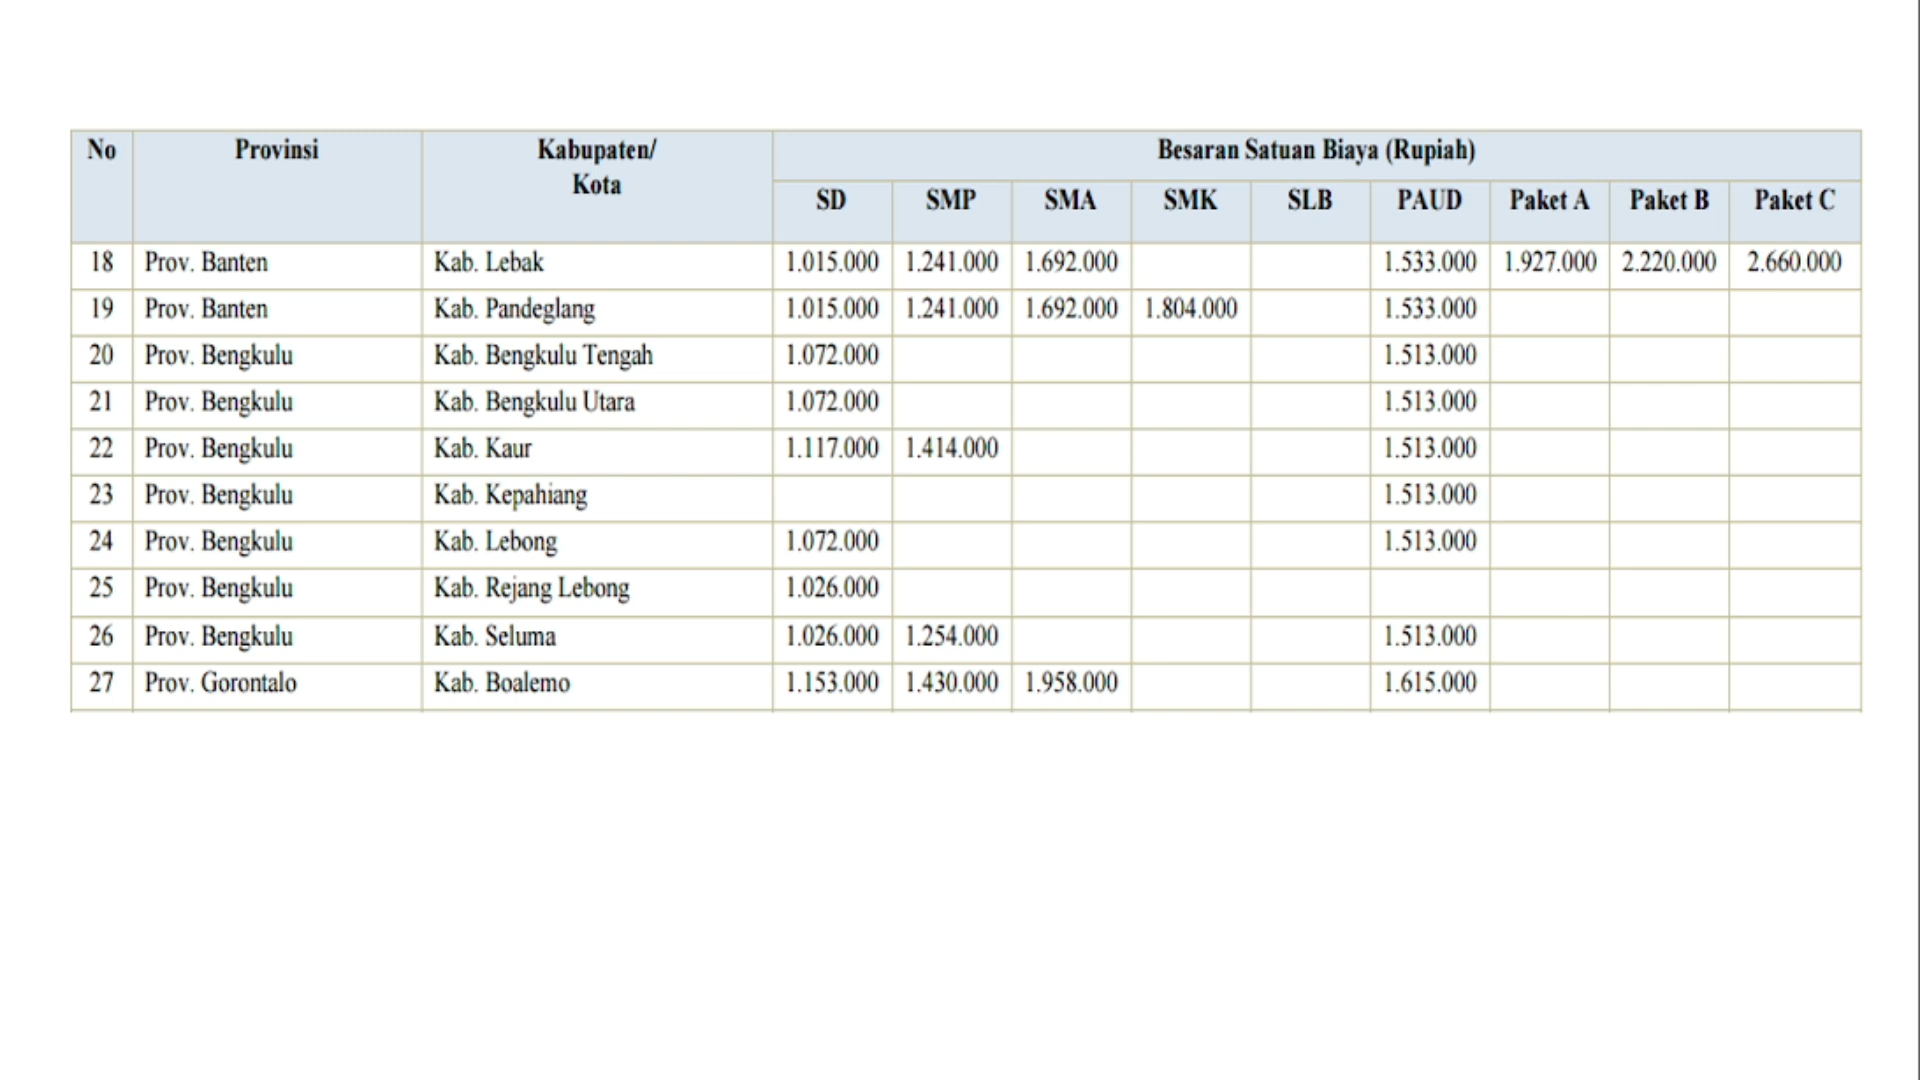 No Provinsi Kabupaten/ Besaran Satuan Biaya (Rupiah)
Kota
SD SMP SMA SMK SLB PAUD Paket A Paket B Paket C
18 Prov. Banten Kab. Lebak 1.015.000 1.241.000 1.692.000 1.533.000 1.927.000 2.220.000 2.660.000
19 Prov. Banten Kab. Pandeglang 1.015.000 1.241.000 1.692.000 1.804.000 1.533.000
20 Prov. Bengkulu Kab. Bengkulu Tengah 1.072.000 1.513.000
21 Prov. Bengkulu Kab. Bengkulu Utara 1.072.000 1.513.000
22 Prov. Bengkulu Kab. Kaur 1.117.000 1.414.000 1.513.000
23 Prov. Bengkulu Kab. Kepahiang 1.513.000
24 Prov. Bengkulu Kab. Lebong 1.072.000 1.513.000
25 Prov. Bengkulu Kab. Rejang Lebong 1.026.000
26 Prov. Bengkulu Kab. Seluma 1.026.000 1.254.000 1.513.000
27 Prov. Gorontalo Kab. Boalemo 1.153.000 1.430.000 1.958.000 1.615.000